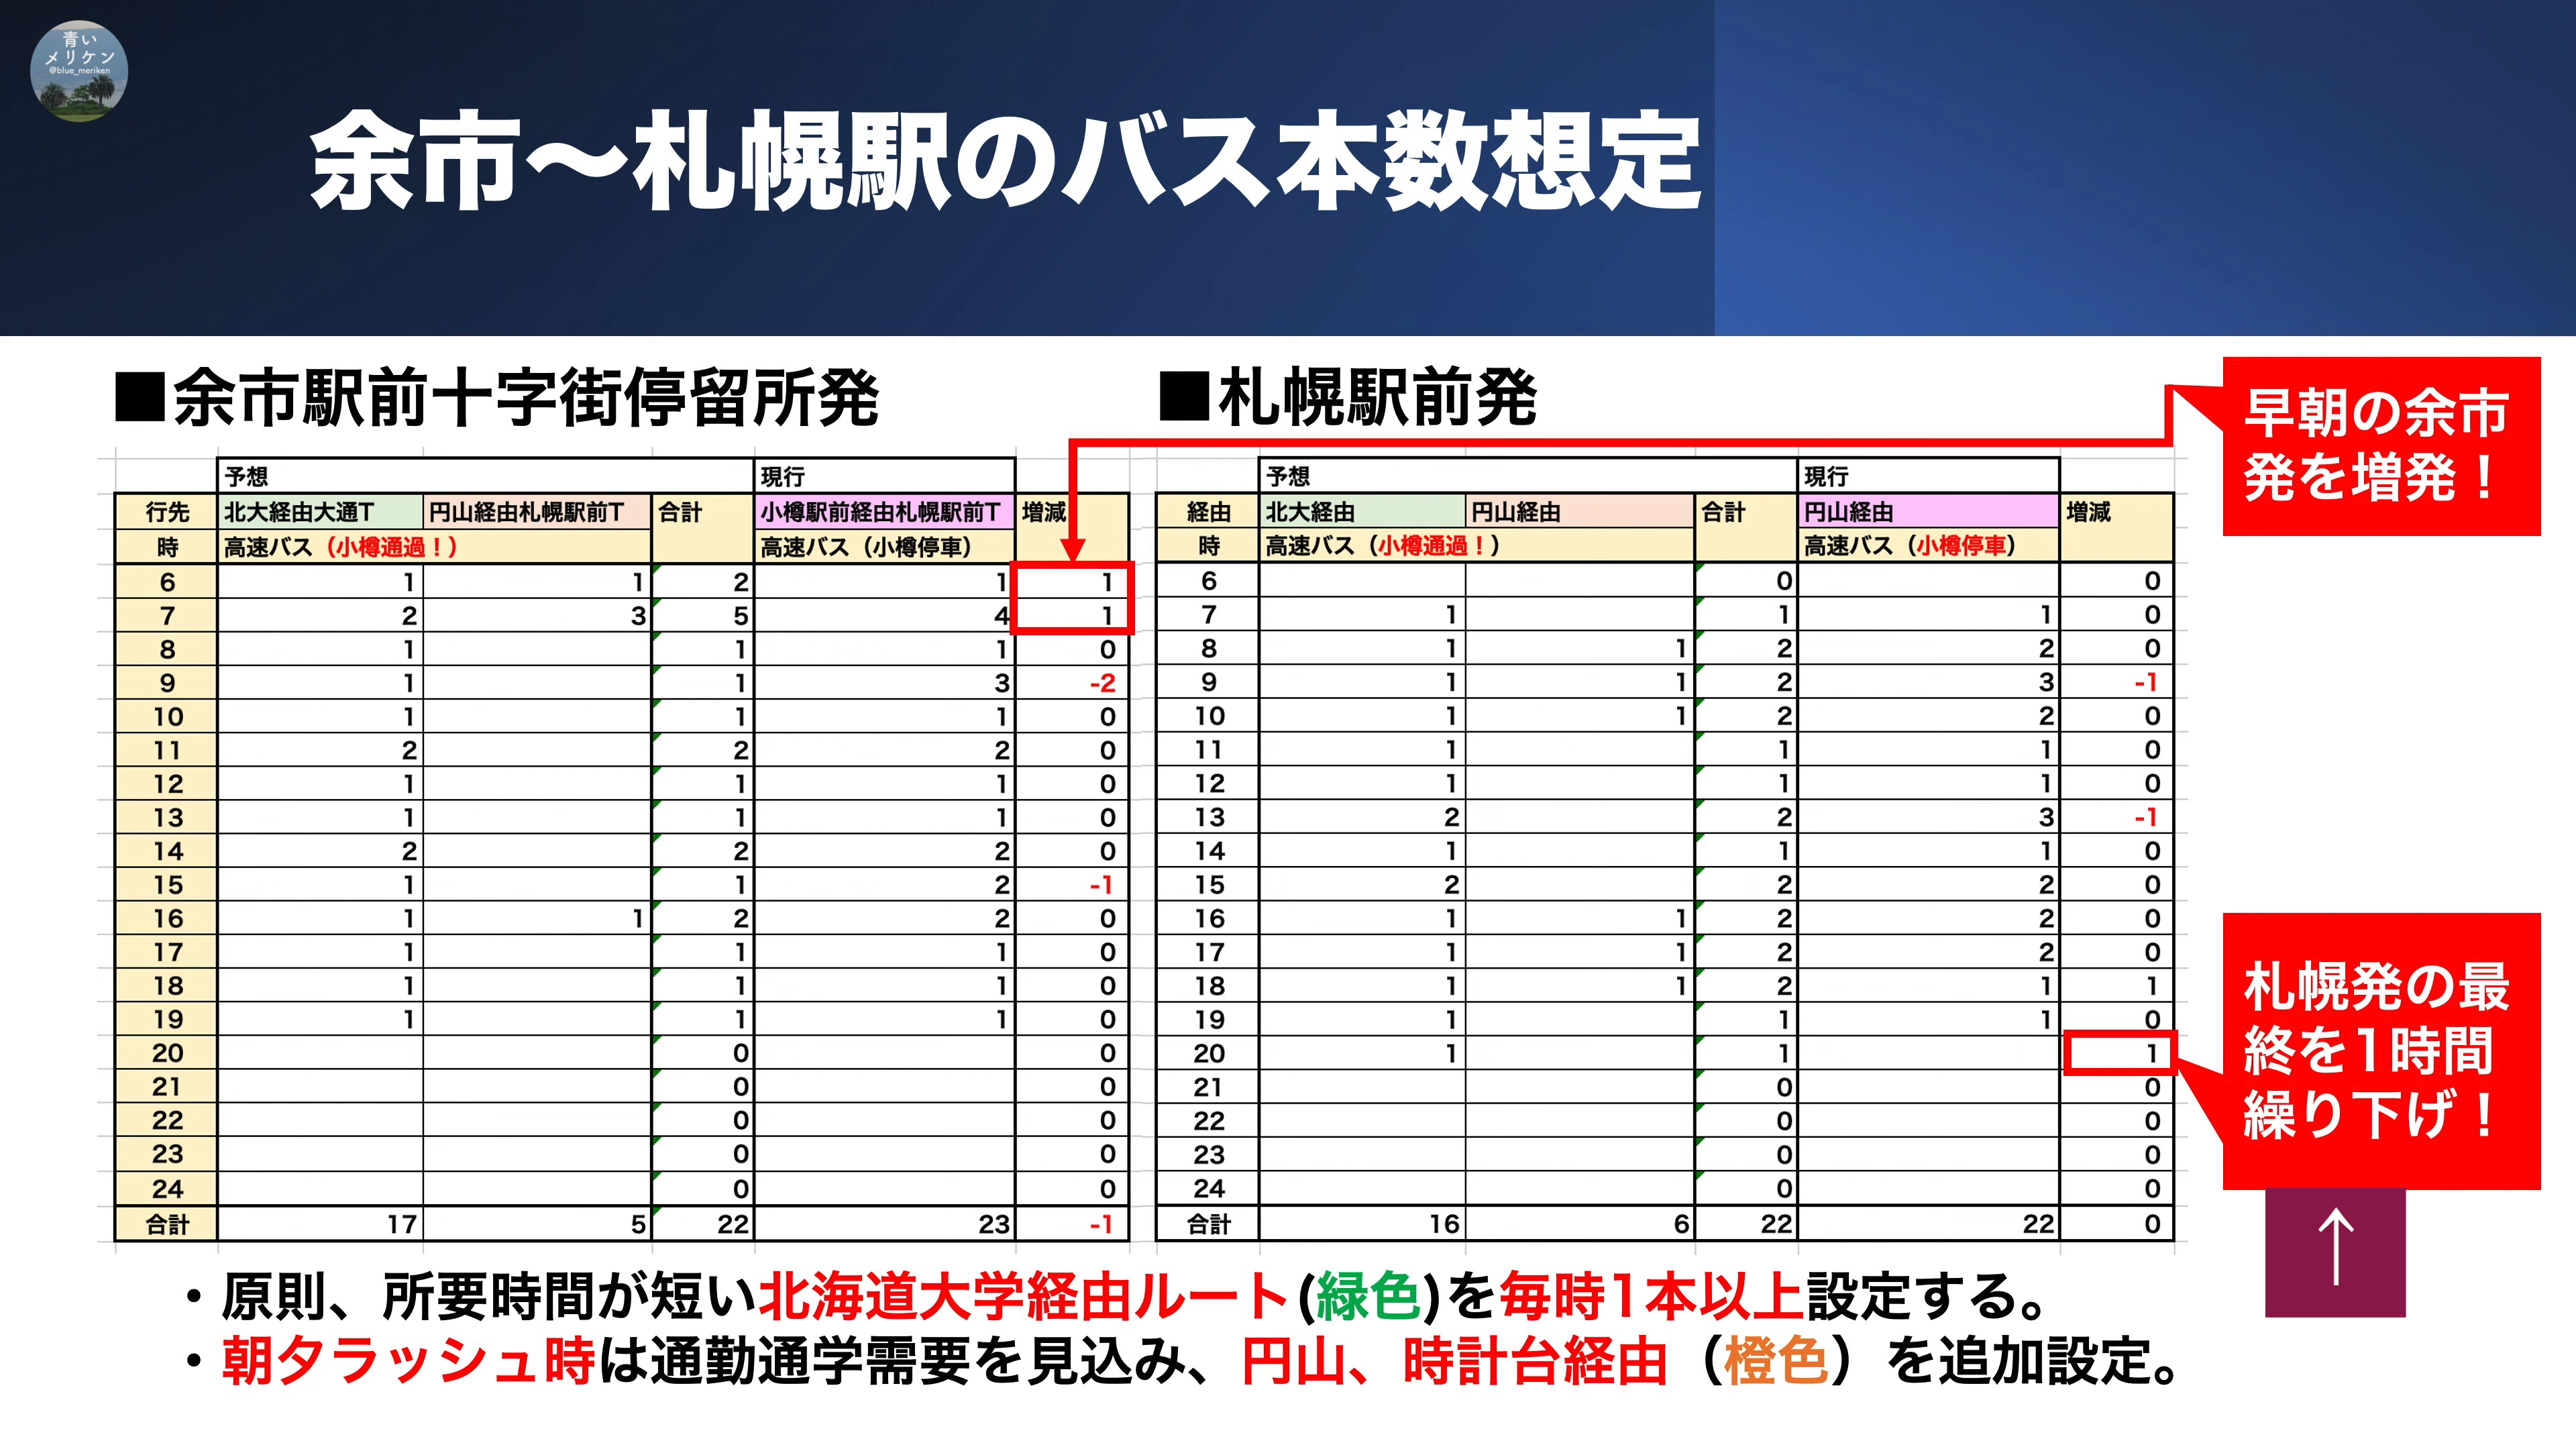 青い
メリケン
@blue_meriken
余市〜札幌駅のバス本数想定
■余市駅前十字街停留所発
予想 現行
行先 北大経由大通T 円山経由札幌駅前T 合計 小樽駅前経由札幌駅前T 増減
時 高速バス（小樽通過！） 高速バス（小樽停車）
6 1 1 2 1 1
7 2 3 5 4 1
8 1 1 1 0
9 1 1 3 -2
10 1 1 1 0
11 2 2 2 0
12 1 1 1 0
13 1 1 1 0
14 2 2 2 0
15 1 1 2 -1
16 1 1 2 2 0
17 1 1 1 0
18 1 1 1 0
19 1 1 1 0
20 0 0
21 0 0
22 0 0
23 0 0
24 0 0
合計 17 5 22 23 -1
■札幌駅前発
予想 現行
経由 北大経由 円山経由 合計 円山経由 増減
時 高速バス（小樽通過！） 高速バス（小樽停車）
6 0 0
7 1 1 1 0
8 1 1 2 2 0
9 1 1 2 3 -1
10 1 1 2 2 0
11 1 1 1 0
12 1 1 1 0
13 2 2 3 -1
14 1 1 1 0
15 2 2 2 0
16 1 1 2 2 0
17 1 1 2 2 0
18 1 1 2 1 1
19 1 1 1 0
20 1 1 1
21 0 0
22 0 0
23 0 0
24 0 0
合計 16 6 22 22 0
早朝の余市
発を増発！
札幌発の最
終を1時間
繰り下げ！
↑
・原則、所要時間が短い北海道大学経由ルート(緑色)を毎時1本以上設定する。
・朝夕ラッシュ時は通勤通学需要を見込み、円山、時計台経由（橙色）を追加設定。